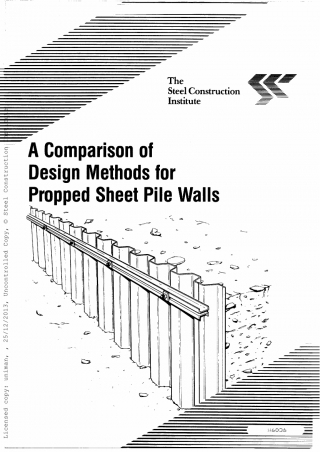 The
Steel Construction
Institute
A Comparison of
Design Methods for
Propped Sheet Pile Walls
Licensed copy: uniman, , 25/12/2013, Uncontrolled Copy, © Steel Construction